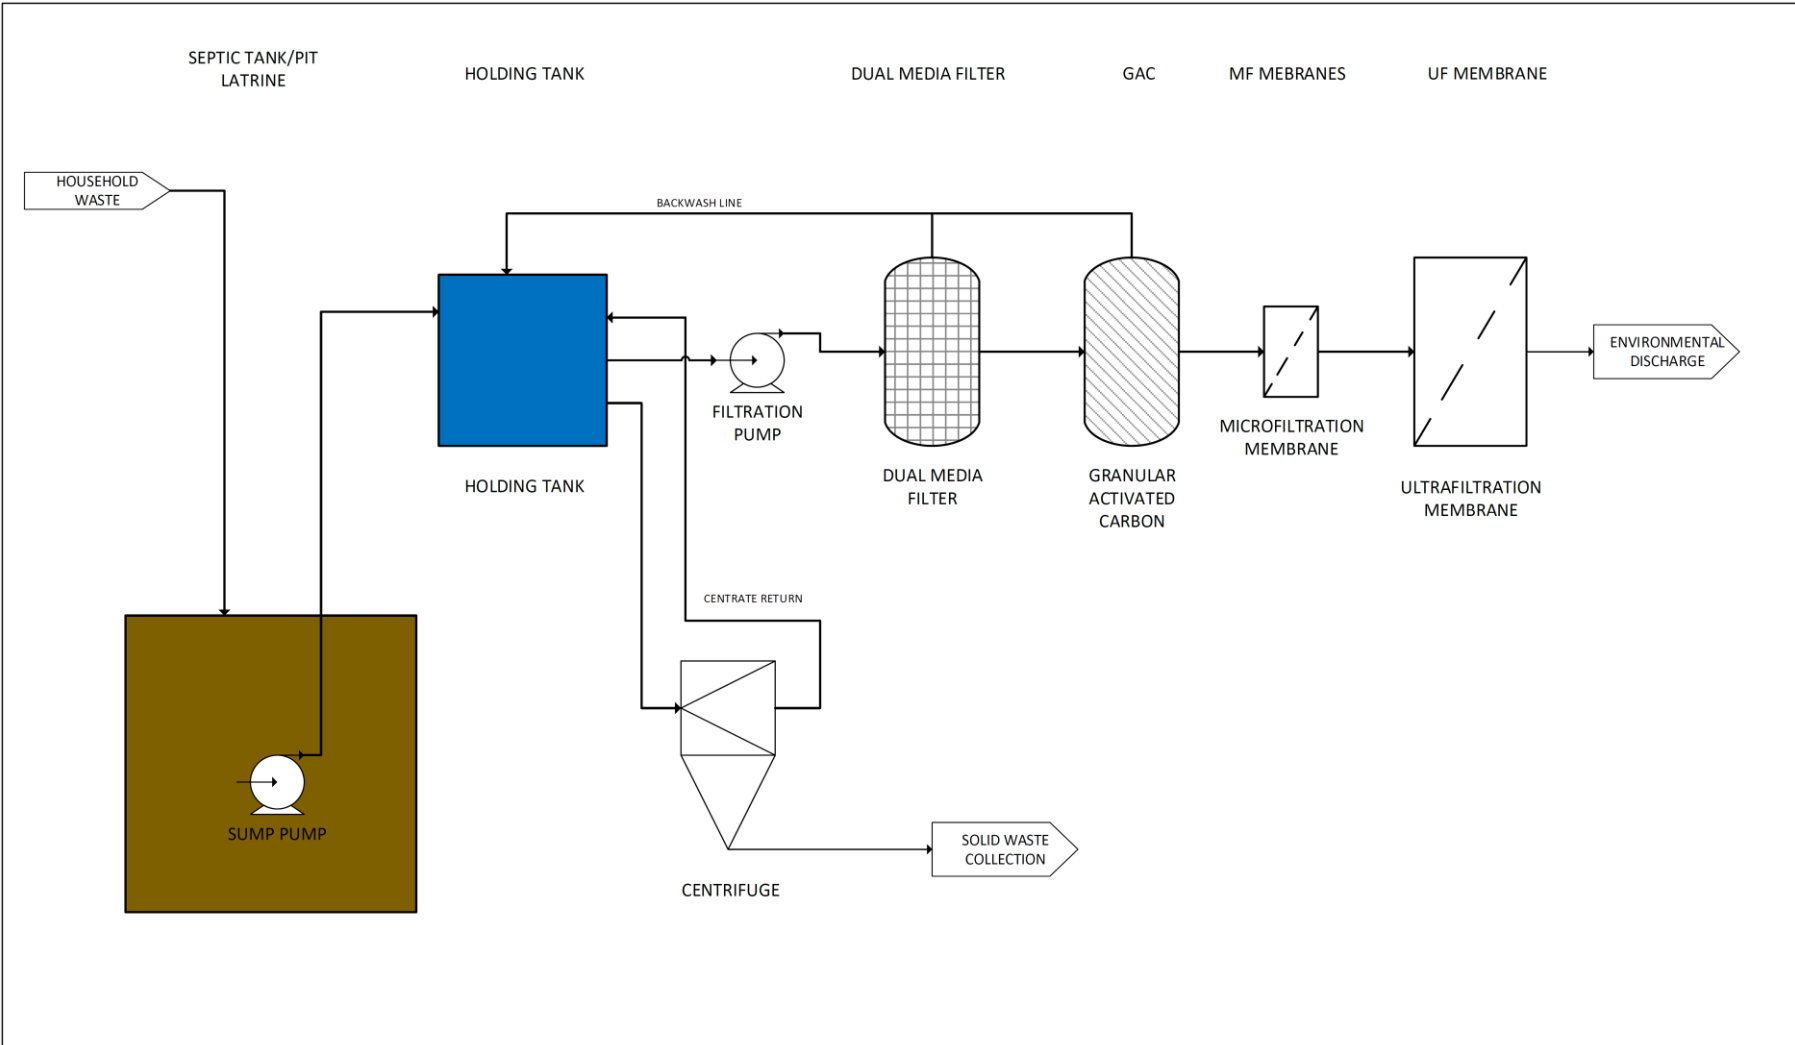 SEPTIC TANK/PIT
LATRINE
HOLDING TANK
DUAL MEDIA FILTER
GAC
MF MEBRANES
UF MEMBRANE
HOUSEHOLD
WASTE
BACKWASH LINE
ENVIRONMENTAL
DISCHARGE
FILTRATION
PUMP
MICROFILTRATION
MEMBRANE
HOLDING TANK
DUAL MEDIA
FILTER
GRANULAR
ACTIVATED
CARBON
ULTRAFILTRATION
MEMBRANE
CENTRATE RETURN
SUMP PUMP
SOLID WASTE
COLLECTION
CENTRIFUGE